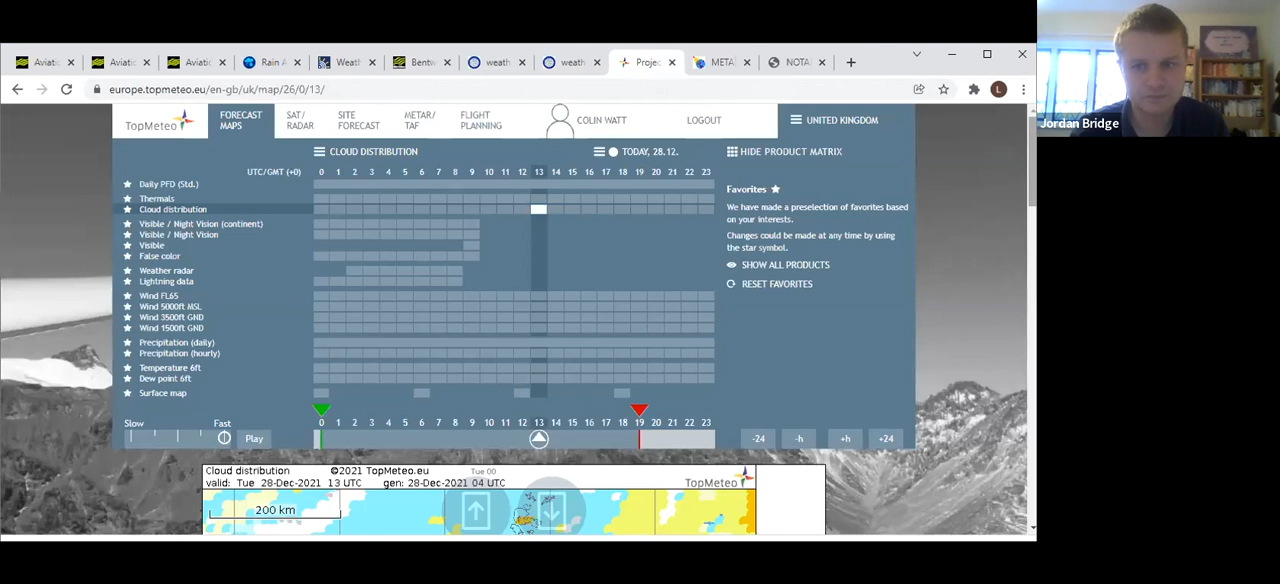 Aviatic
Aviatic
Aviatic
Rain A
Weath
Bentw
weath
weath
Projec
META
NOTA
europe.topmeteo.eu/en-gb/uk/map/26/0/13/
L
Jordan Bridge
TopMeteo
FORECAST
MAPS
SAT/
RADAR
SITE
FORECAST
METAR/
TAF
FLIGHT
PLANNING
COLIN WATT
LOGOUT
UNITED KINGDOM
CLOUD DISTRIBUTION
TODAY, 28.12.
HIDE PRODUCT MATRIX
UTC/GMT (+0) 0 1 2 3 4 5 6 7 8 9 10 11 12 13 14 15 16 17 18 19 20 21 22 23
Daily PFD (Std.)
Thermals
Cloud distribution
Visible / Night Vision (continent)
Visible / Night Vision
Visible
False color
Weather radar
Lightning data
Wind FL65
Wind 5000ft MSL
Wind 3500ft GND
Wind 1500ft GND
Precipitation (daily)
Precipitation (hourly)
Temperature 6ft
Dew point 6ft
Surface map
Favorites
We have made a preselection of favorites based
on your interests.
Changes could be made at any time by using
the star symbol.
SHOW ALL PRODUCTS
RESET FAVORITES
Slow Fast
Play
0 1 2 3 4 5 6 7 8 9 10 11 12 13 14 15 16 17 18 19 20 21 22 23
-24 -h +h +24
Cloud distribution ©2021 TopMeteo.eu
Tue 00
valid: Tue 28-Dec-2021 13 UTC gen: 28-Dec-2021 04 UTC
TopMeteo
200 km